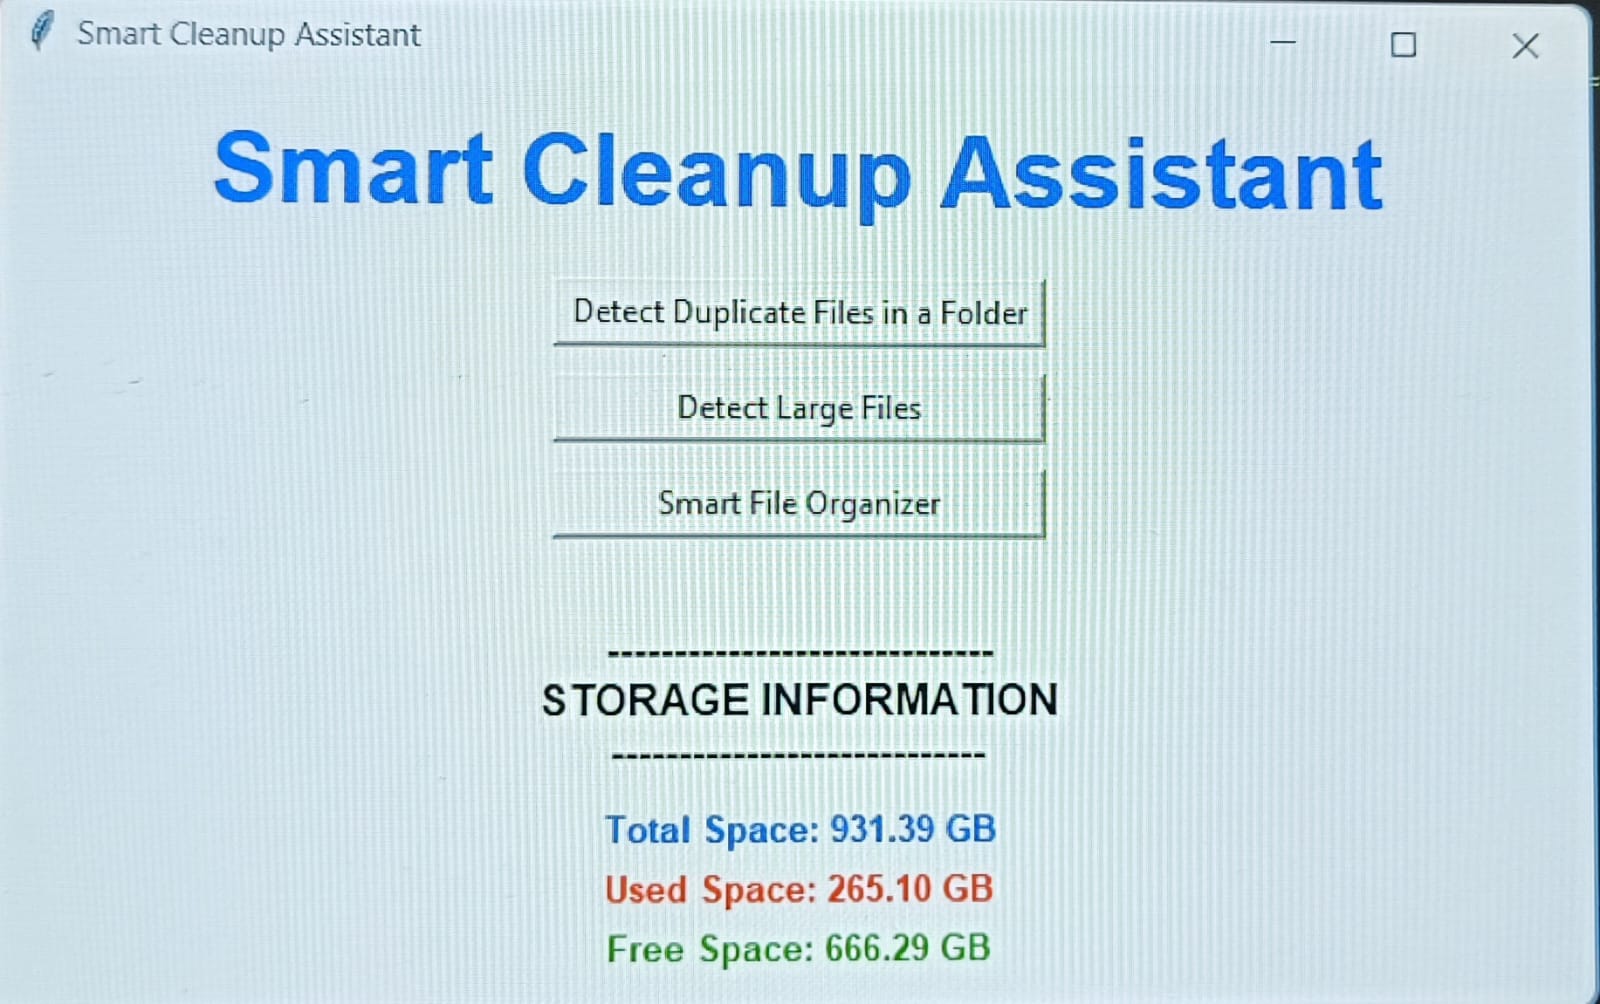 Smart Cleanup Assistant
Smart Cleanup Assistant
Detect Duplicate Files in a Folder
Detect Large Files
Smart File Organizer
----------------------------
STORAGE INFORMATION
---------------------------
Total Space: 931.39 GB
Used Space: 265.10 GB
Free Space: 666.29 GB